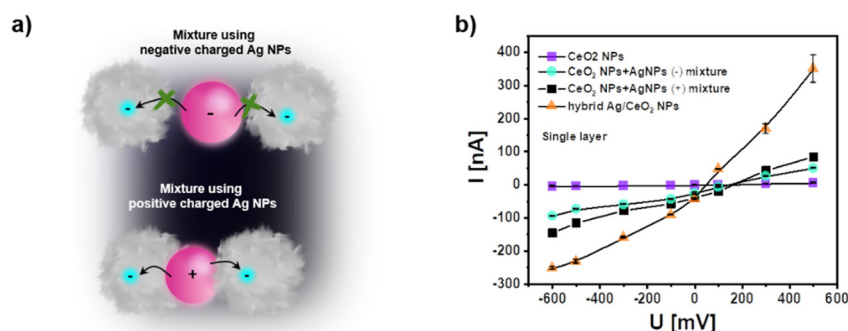 a)
Mixture using
negative charged Ag NPs
-
-
-
Mixture using
positive charged Ag NPs
-
+
-
b)
I [nA]
400
300
200
100
0
-100
-200
-300
CeO2 NPs
CeO₂ NPs+AgNPs (-) mixture
CeO₂ NPs+AgNPs (+) mixture
hybrid Ag/CeO₂ NPs
Single layer
-600 -400 -200 0 200 400 600
U [mV]